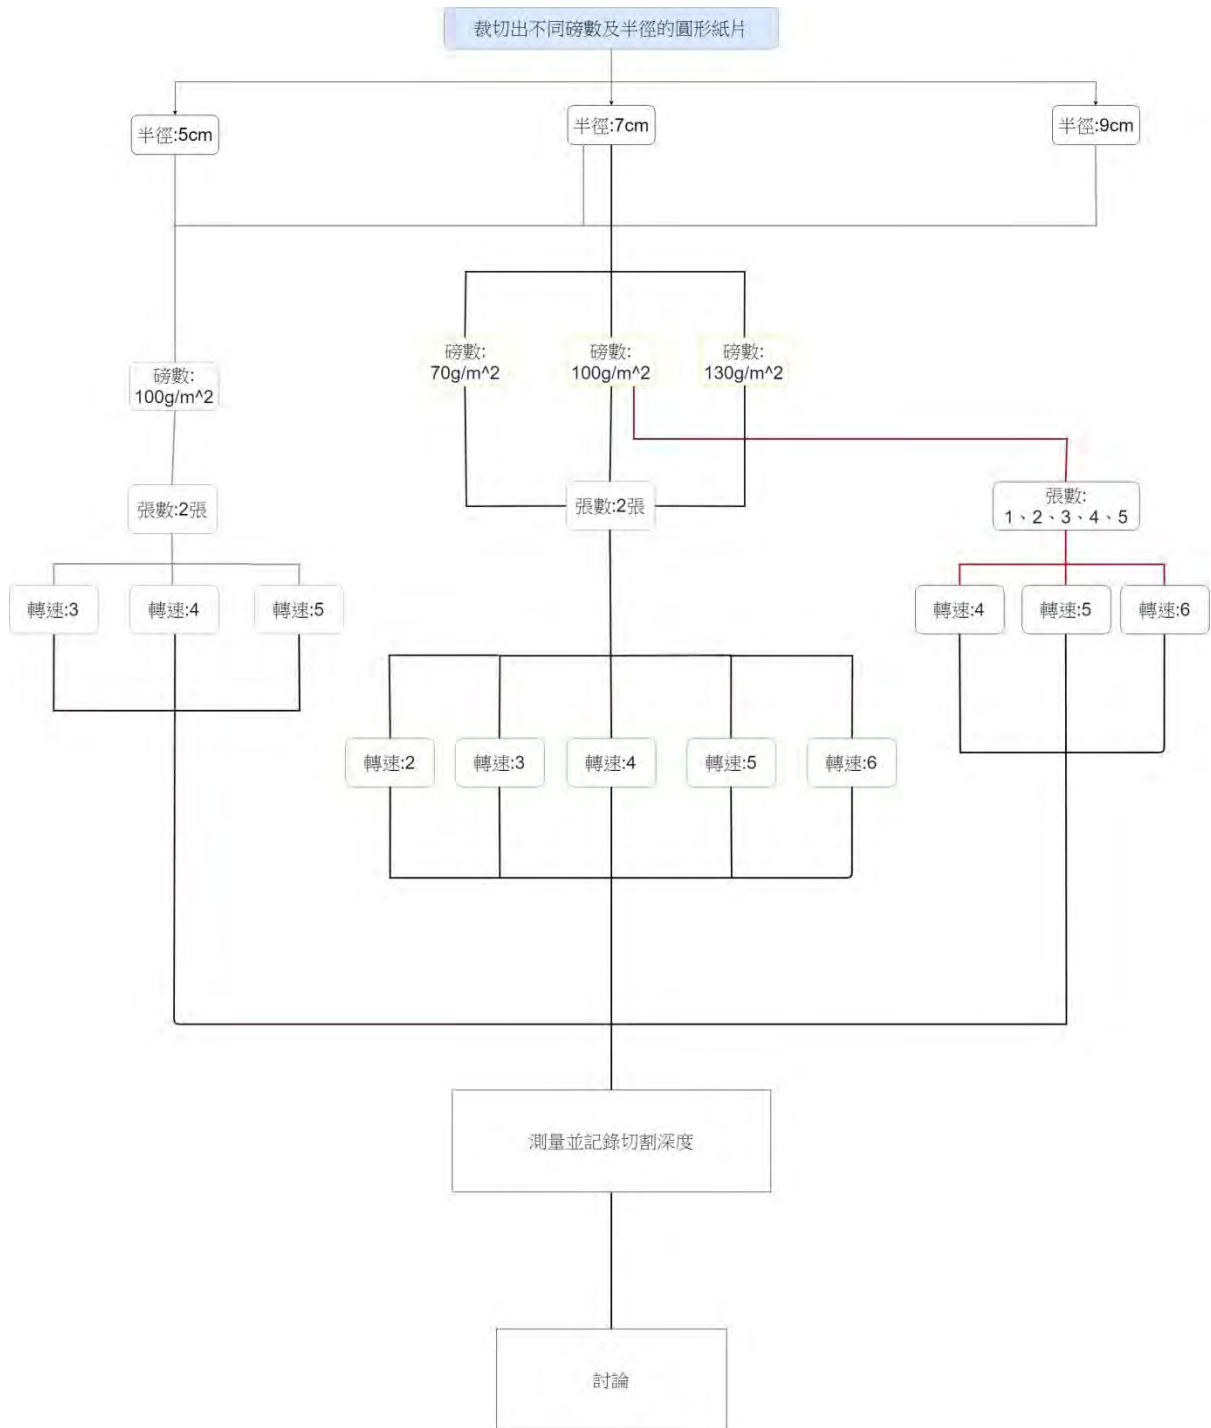 裁切出不同磅數及半徑的圓形紙片
半徑:5cm
半徑:7cm
半徑:9cm
磅數:
100g/m^2
磅數:
70g/m^2
磅數:
100g/m^2
磅數:
130g/m^2
張數:2張
張數:2張
張數:
1、2、3、4、5
轉速:3
轉速:4
轉速:5
轉速:4
轉速:5
轉速:6
轉速:2
轉速:3
轉速:4
轉速:5
轉速:6
測量並記錄切割深度
討論